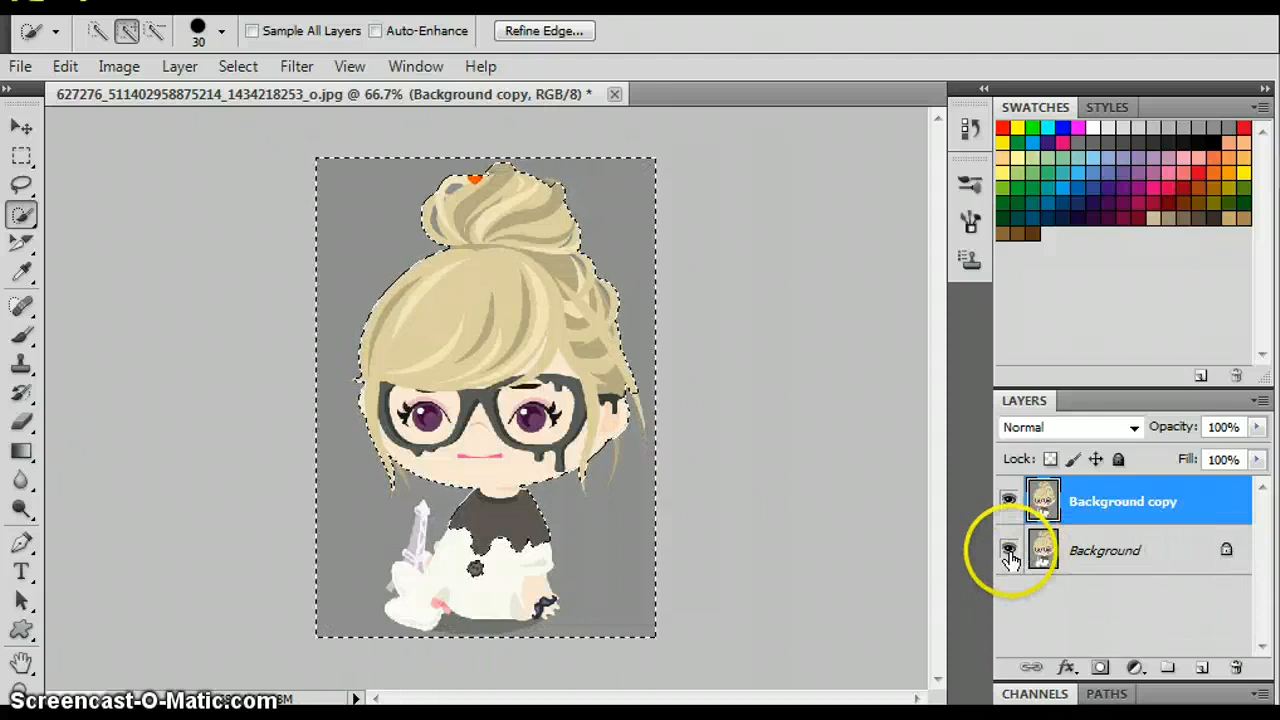 30
Sample All Layers
Auto-Enhance
Refine Edge...
File Edit Image Layer Select Filter View Window Help
627276_511402958875214_1434218253_o.jpg @ 66.7% (Background copy, RGB/8) *
SWATCHES STYLES
LAYERS
Normal Opacity: 100%
Lock: Fill: 100%
Background copy
Background
CHANNELS PATHS
Screencast-O-Matic.com